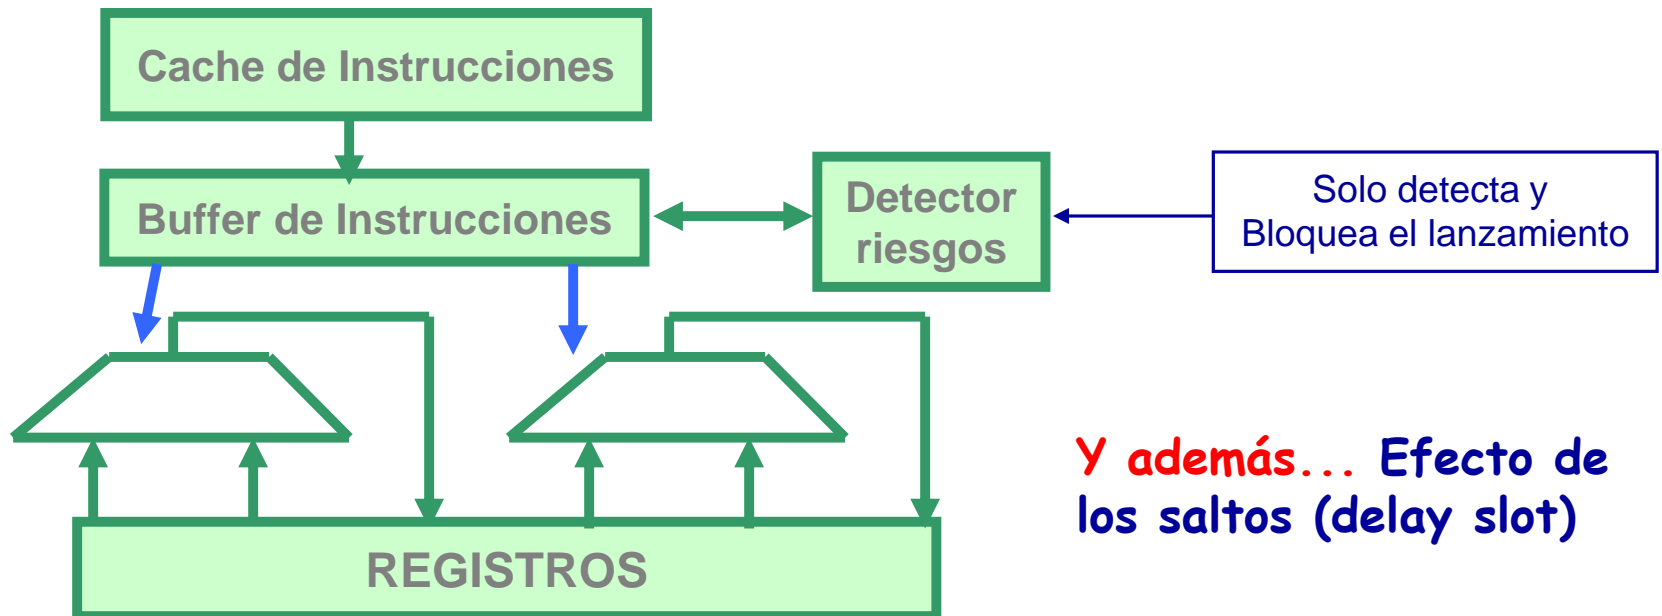 Cache de Instrucciones
Buffer de Instrucciones
Detector
riesgos
Solo detecta y
Bloquea el lanzamiento
Y además... Efecto de
los saltos (delay slot)
REGISTROS